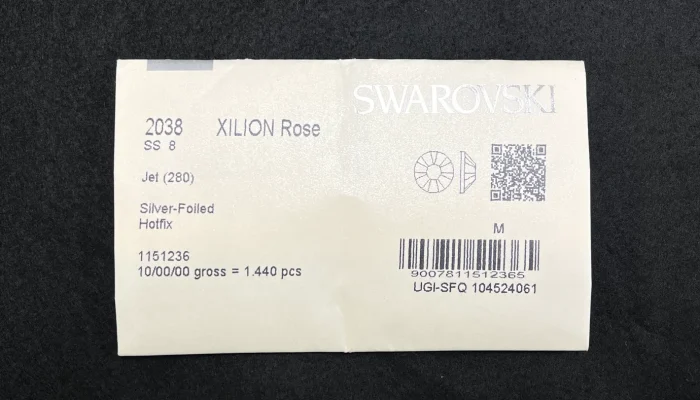 SWAROVSKI
2038 XILION Rose
SS 8
Jet (280)
Silver-Foiled
Hotfix
1151236
10/00/00 gross = 1.440 pcs
M
9007811512365
UGI-SFQ 104524061